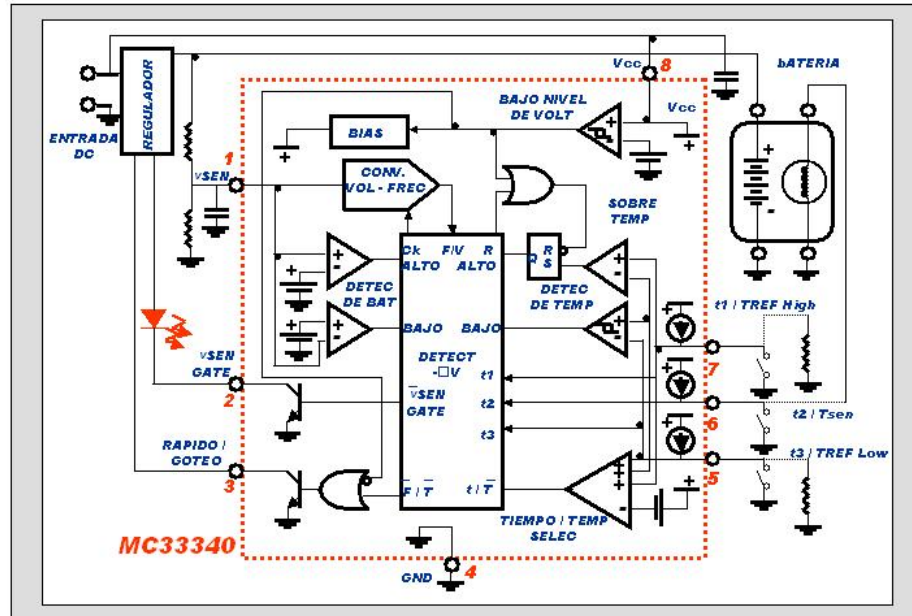 Vcc
8
bATERIA
BAJO NIVEL
DE VOLT
Vcc
REGULADOR
ENTRADA
DC
BIAS
1
vSEN
CONV.
VOL - FREC
SOBRE
TEMP
Ck
F/V
R
ALTO
ALTO
R
Q
S
DETEC
DE BAT
DETEC
DE TEMP
t1 / TREF High
BAJO
BAJO
7
DETECT
-□V
vSEN
GATE
t1
2
vSEN
GATE
t2
6
t2 / Tsen
t3
RAPIDO /
GOTEO
t3 / TREF Low
5
3
F / T
t / T
TIEMPO / TEMP
SELEC
MC33340
GND
4